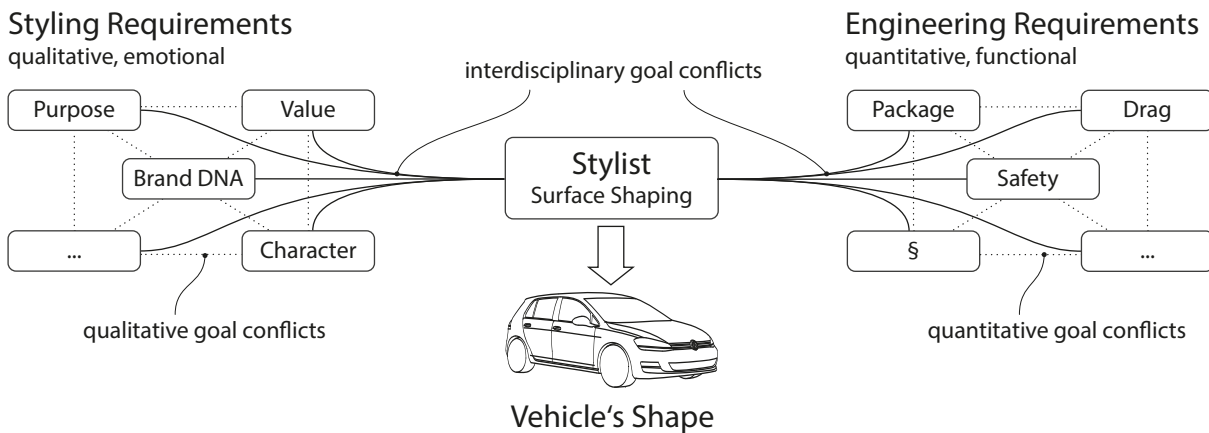 Styling Requirements
qualitative, emotional
Purpose
Value
Brand DNA
...
Character
qualitative goal conflicts
interdisciplinary goal conflicts
Stylist
Surface Shaping
Vehicle‘s Shape
Engineering Requirements
quantitative, functional
Package
Drag
Safety
§
...
quantitative goal conflicts